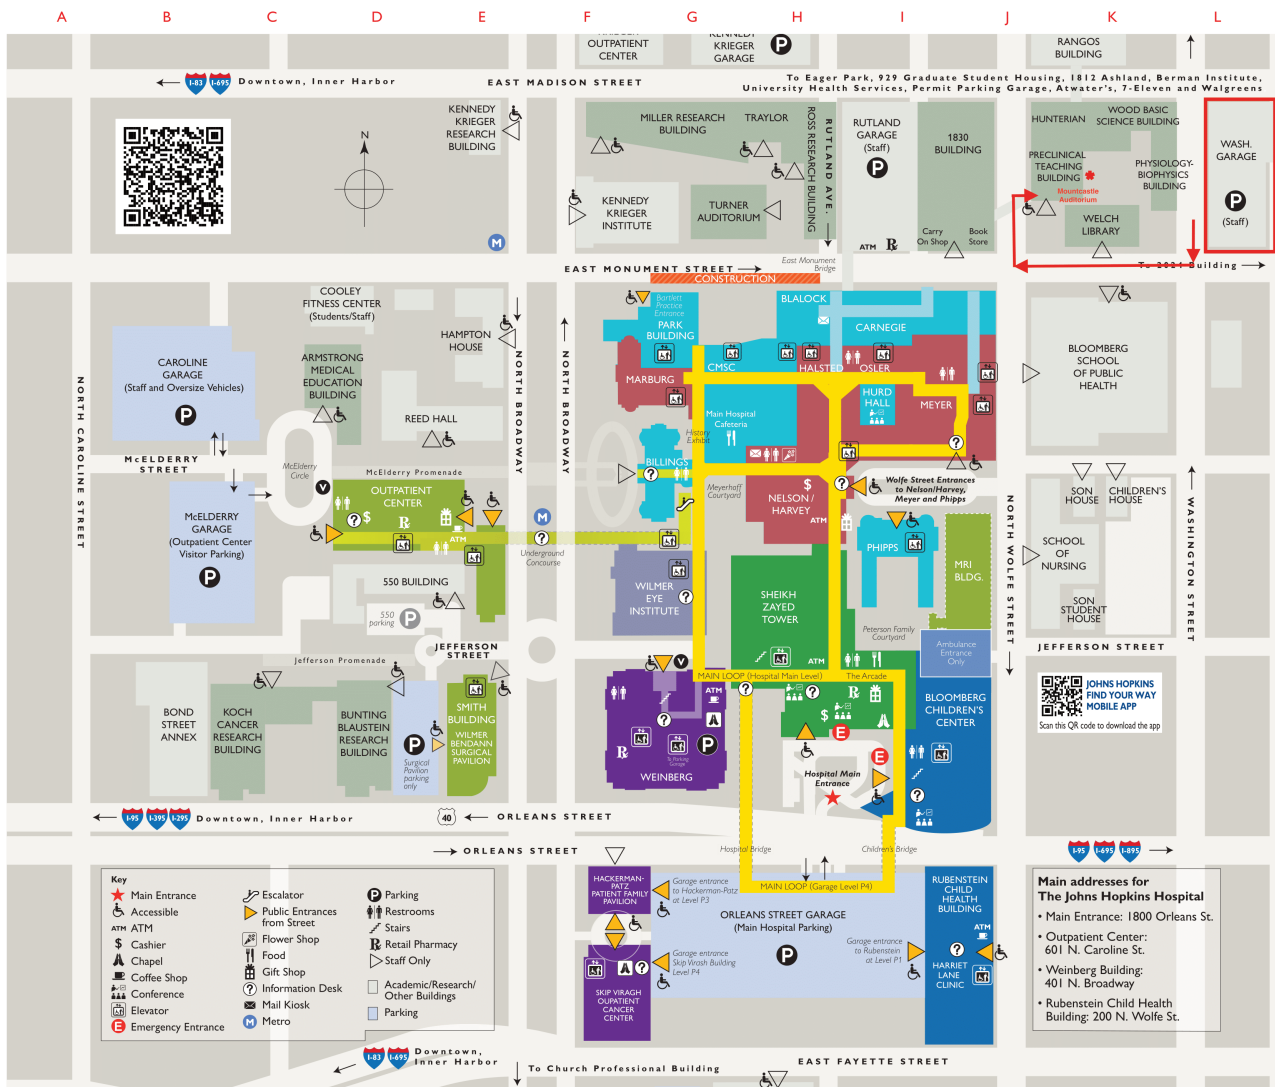 A B C D E F G H I J K L
KRIEGER
OUTPATIENT
CENTER
KENNEDY
KRIEGER
GARAGE
P
RANGOS
BUILDING
I-83 I-695 Downtown, Inner Harbor
EAST MADISON STREET
To Eager Park, 929 Graduate Student Housing, 1812 Ashland, Berman Institute,
University Health Services, Permit Parking Garage, Atwater's, 7-Eleven and Walgreens
KENNEDY
KRIEGER
RESEARCH
BUILDING
N
MILLER RESEARCH
BUILDING
TRAYLOR
ROSS RESEARCH BUILDING
RUTLAND AVE.
RUTLAND
GARAGE
(Staff)
P
1830
BUILDING
HUNTERIAN
WOOD BASIC
SCIENCE BUILDING
PRECLINICAL
TEACHING
BUILDING
Mountcastle
Auditorium
PHYSIOLOGY-
BIOPHYSICS
BUILDING
WASH.
GARAGE
P
(Staff)
KENNEDY
KRIEGER
INSTITUTE
TURNER
AUDITORIUM
WELCH
LIBRARY
M
ATM
Carry
On Shop
Book
Store
East Monument
Bridge
EAST MONUMENT STREET
CONSTRUCTION
To 2024 Building
COOLEY
FITNESS CENTER
(Students/Staff)
HAMPTON
HOUSE
ARMSTRONG
MEDICAL
EDUCATION
BUILDING
REED HALL
CAROLINE
GARAGE
(Staff and Oversize Vehicles)
P
NORTH CAROLINE STREET
NORTH BROADWAY
NORTH BROADWAY
Bartlett
Practice
Entrance
PARK
BUILDING
BLALOCK
CARNEGIE
MARBURG
CMSC
HALSTED
OSLER
HURD
HALL
MEYER
Main Hospital
Cafeteria
History
Exhibit
BILLINGS
BLOOMBERG
SCHOOL
OF PUBLIC
HEALTH
McELDERRY
STREET
McElderry
Circle
V
McElderry Promenade
OUTPATIENT
CENTER
ATM
McELDERRY
GARAGE
(Outpatient Center
Visitor Parking)
P
M
Underground
Concourse
Meyerhoff
Courtyard
NELSON/
HARVEY
ATM
Wolfe Street Entrances
to Nelson/Harvey,
Meyer and Phipps
PHIPPS
MRI
BLDG.
NORTH WOLFE STREET
SON
HOUSE
CHILDREN'S
HOUSE
SCHOOL
OF
NURSING
SON
STUDENT
HOUSE
WASHINGTON STREET
550 BUILDING
550
parking
P
WILMER
EYE
INSTITUTE
SHEIKH
ZAYED
TOWER
ATM
Peterson Family
Courtyard
Ambulance
Entrance
Only
JEFFERSON
STREET
Jefferson Promenade
JEFFERSON STREET
V
MAIN LOOP (Hospital Main Level)
The Arcade
BOND
STREET
ANNEX
KOCH
CANCER
RESEARCH
BUILDING
BUNTING
BLAUSTEIN
RESEARCH
BUILDING
P
Surgical
Pavilion
parking
only
SMITH
BUILDING
WILMER
BENDANN
SURGICAL
PAVILION
ATM
P
To Parking
Garage
WEINBERG
E
E
Hospital Main
Entrance
BLOOMBERG
CHILDREN'S
CENTER
JOHNS HOPKINS
FIND YOUR WAY
MOBILE APP
Scan this QR code to download the app
I-95 I-395 I-295 Downtown, Inner Harbor
40 ORLEANS STREET
ORLEANS STREET
Hospital Bridge
Children's Bridge
I-95 I-695 I-895
MAIN LOOP (Garage Level P4)
ORLEANS STREET GARAGE
(Main Hospital Parking)
P
HACKERMAN-
PATZ
PATIENT FAMILY
PAVILION
Garage entrance
to Hackerman-Patz
at Level P3
Garage entrance
Skip Viragh Building
Level P4
SKIP VIRAGH
OUPATIENT
CANCER
CENTER
Garage entrance
to Rubenstein
at Level P1
RUBENSTEIN
CHILD
HEALTH
BUILDING
ATM
HARRIET
LANE
CLINIC
Key
Main Entrance
Accessible
ATM ATM
$ Cashier
Chapel
Coffee Shop
Conference
Elevator
E Emergency Entrance
Escalator
Public Entrances
from Street
Flower Shop
Food
Gift Shop
? Information Desk
Mail Kiosk
M Metro
P Parking
Restrooms
Stairs
Retail Pharmacy
Staff Only
Academic/Research/
Other Buildings
Parking
Main addresses for
The Johns Hopkins Hospital
• Main Entrance: 1800 Orleans St.
• Outpatient Center:
601 N. Caroline St.
• Weinberg Building:
401 N. Broadway
• Rubenstein Child Health
Building: 200 N. Wolfe St.
I-83 I-695 Downtown,
Inner Harbor
To Church Professional Building
EAST FAYETTE STREET